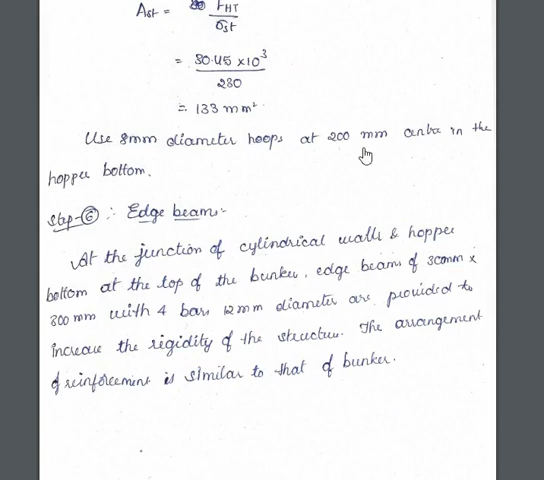 Ast = FHT
σst
= 30.45 × 10³
230
= 133 mm²
Use 8mm diameter hoops at 200 mm centre in the
hopper bottom.
Step-⑥ :- Edge beam :-
At the junction of cylindrical walls & hopper
bottom at the top of the bunker, edge beams of 300mm ×
300 mm with 4 bars 12mm diameter are provided to
increase the rigidity of the structure. The arrangement
of reinforcement is similar to that of bunker.